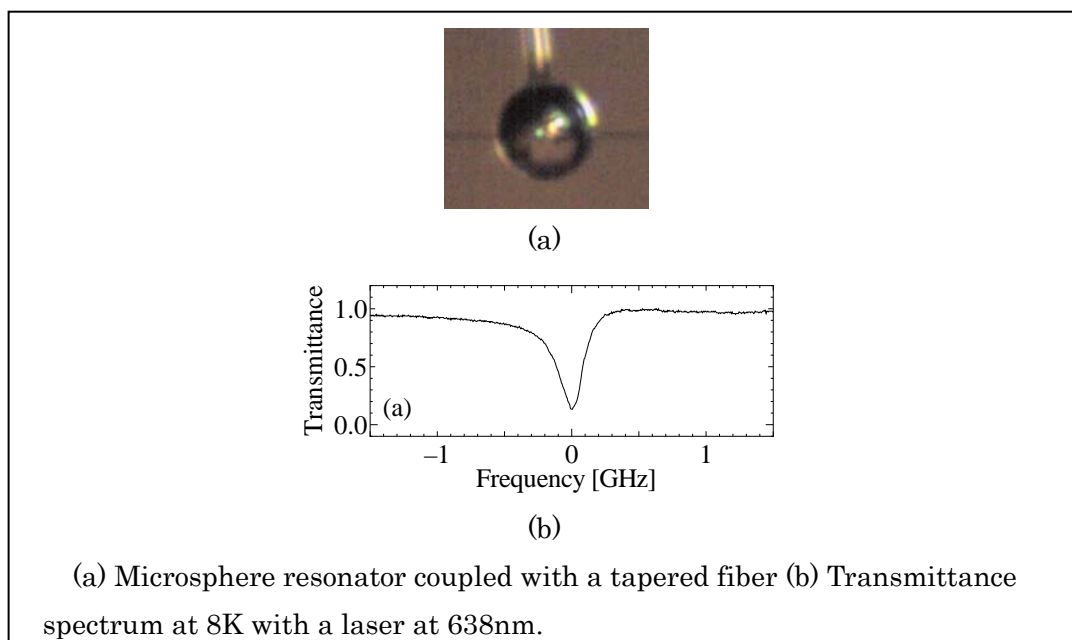 (a)
Transmittance
1.0
0.5
0.0
(a)
−1 0 1
Frequency [GHz]
(b)
(a) Microsphere resonator coupled with a tapered fiber (b) Transmittance
spectrum at 8K with a laser at 638nm.